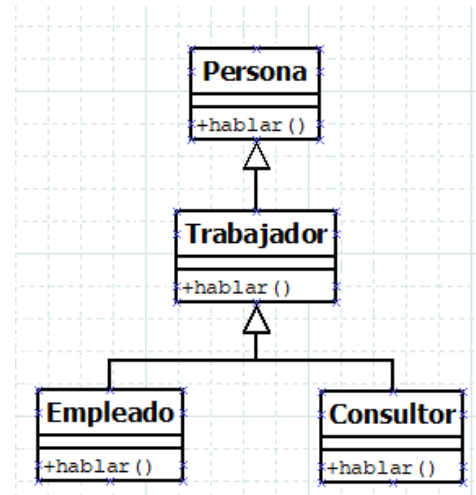 Persona
+hablar()
Trabajador
+hablar()
Empleado
+hablar()
Consultor
+hablar()